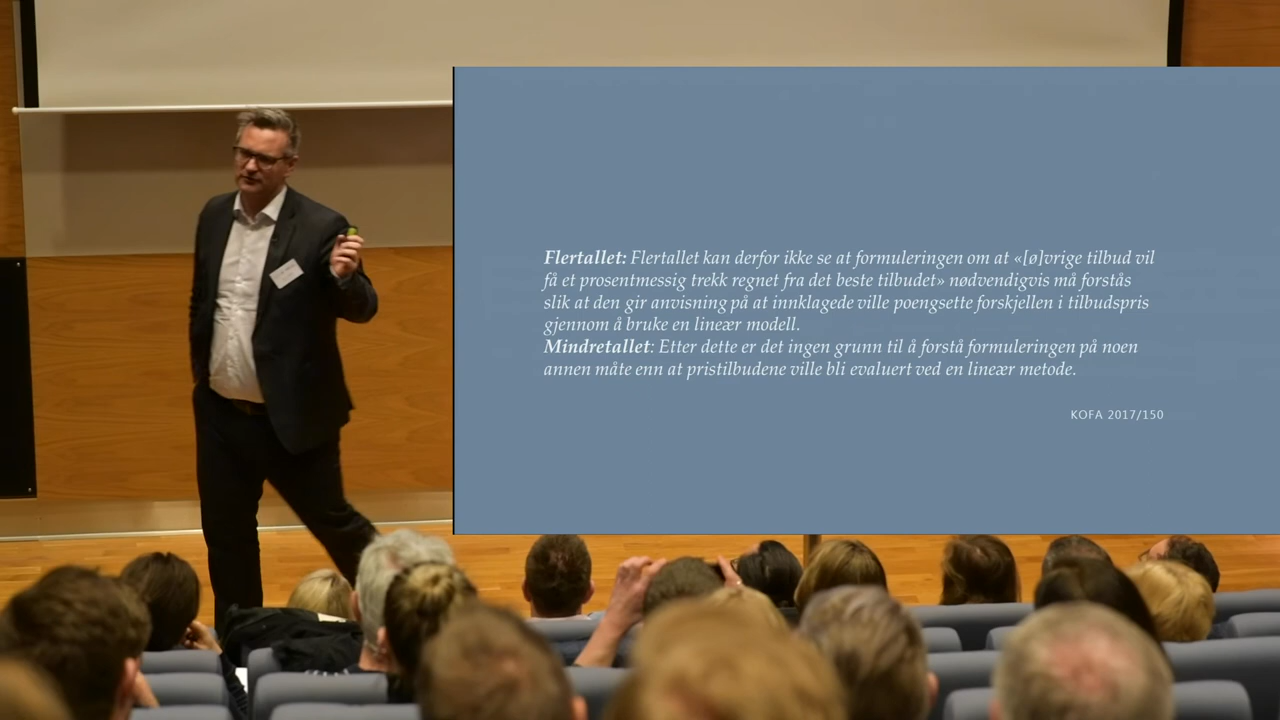 Flertallet: Flertallet kan derfor ikke se at formuleringen om at «[ø]vrige tilbud vil
få et prosentmessig trekk regnet fra det beste tilbudet» nødvendigvis må forstås
slik at den gir anvisning på at innklagede ville poengsette forskjellen i tilbudspris
gjennom å bruke en lineær modell.
Mindretallet: Etter dette er det ingen grunn til å forstå formuleringen på noen
annen måte enn at pristilbudene ville bli evaluert ved en lineær metode.
KOFA 2017/150